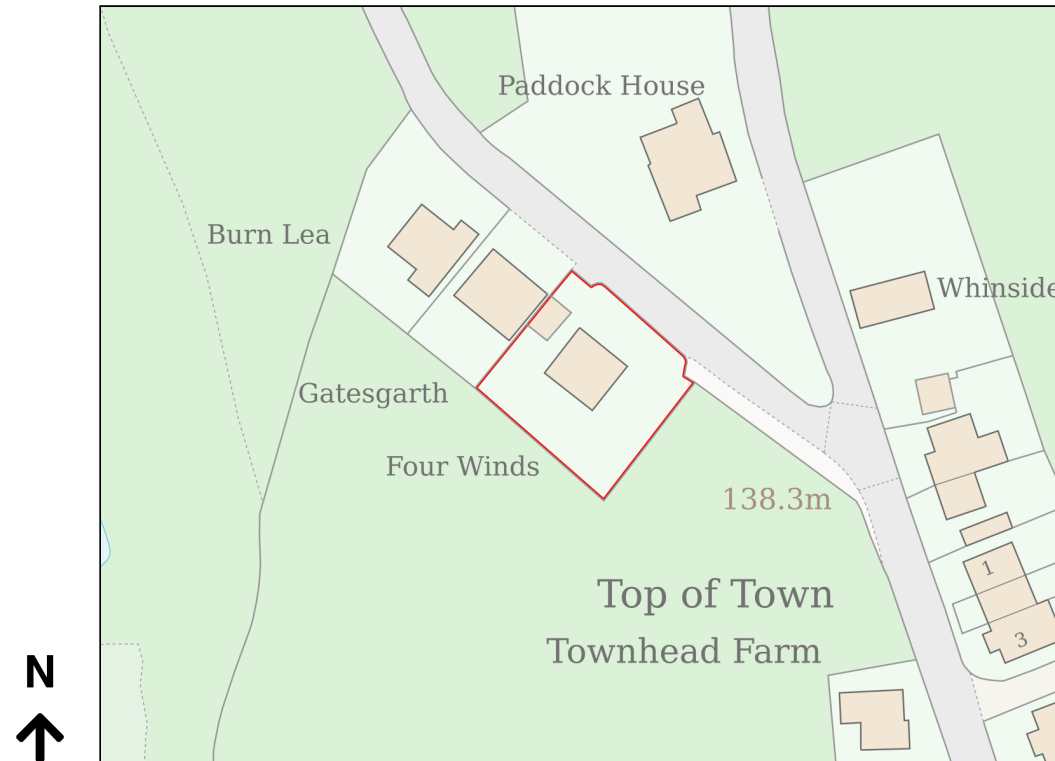 Paddock House
Burn Lea
Whinside
Gatesgarth
Four Winds
138.3m
1
Top of Town
3
Townhead Farm
N